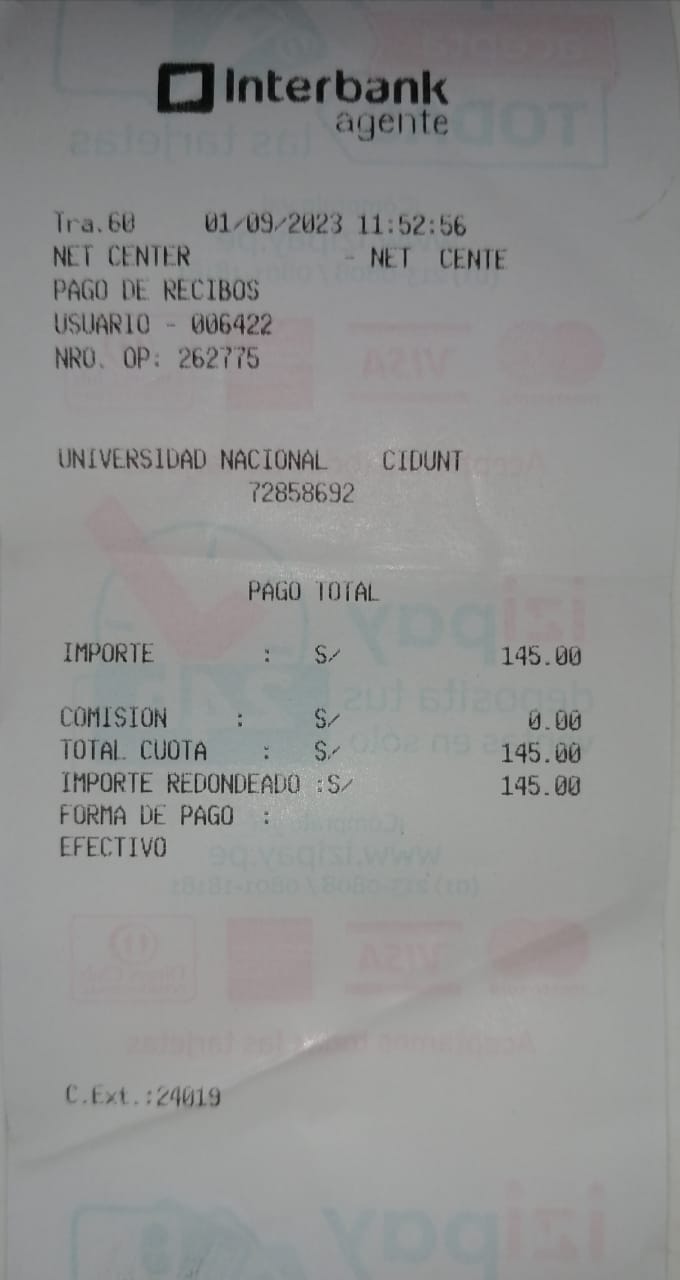 Interbank
agente
Tra.60 01/09/2023 11:52:56
NET CENTER - NET CENTE
PAGO DE RECIBOS
USUARIO - 006422
NRO. OP: 262775
UNIVERSIDAD NACIONAL CIDUNT
72858692
PAGO TOTAL
IMPORTE : S/ 145.00
COMISION : S/ 0.00
TOTAL CUOTA : S/ 145.00
IMPORTE REDONDEADO :S/ 145.00
FORMA DE PAGO :
EFECTIVO
C.Ext.:24019